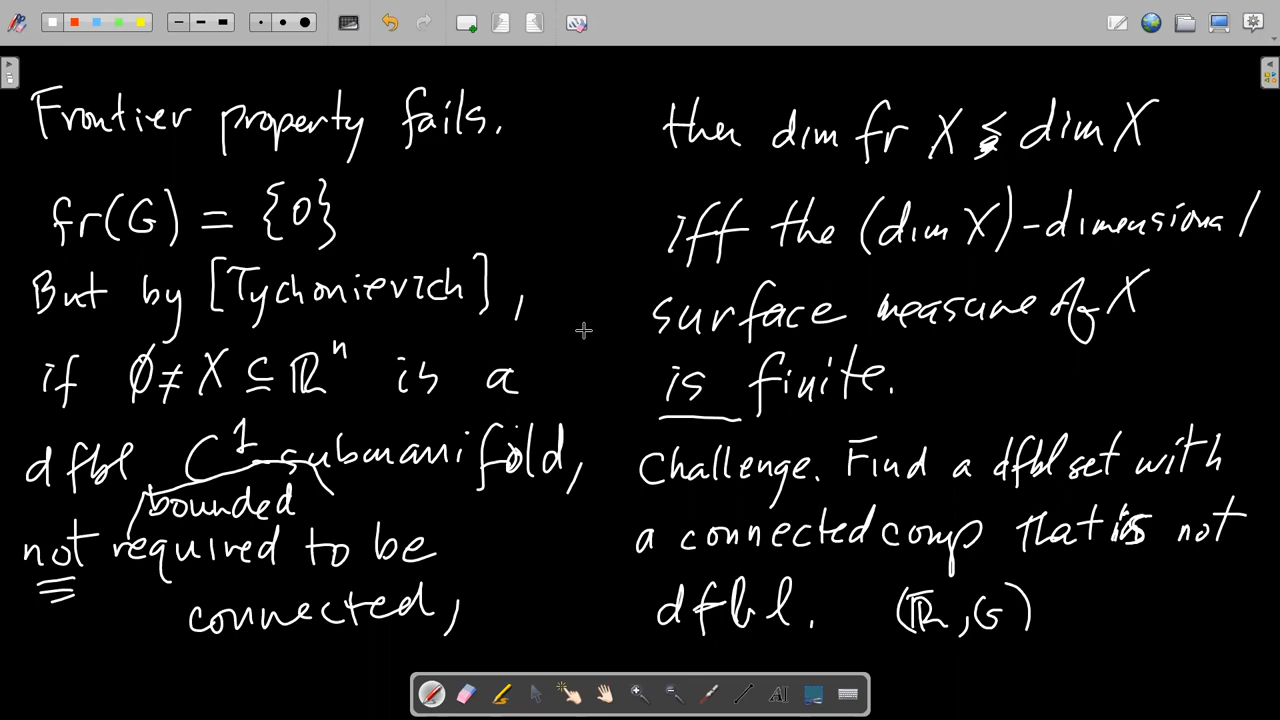 Frontier property fails.
fr(G) = {0}
But by [Tychonievich],
if ∅ ≠ X ⊆ ℝⁿ is a
dfbl C¹-submanifold,
bounded
not required to be
connected,
then dim fr X ≤ dim X
iff the (dim X)-dimensional
surface measure of X
is finite.
Challenge. Find a dfbl set with
a connected comp that is not
dfbl. (ℝ, G)